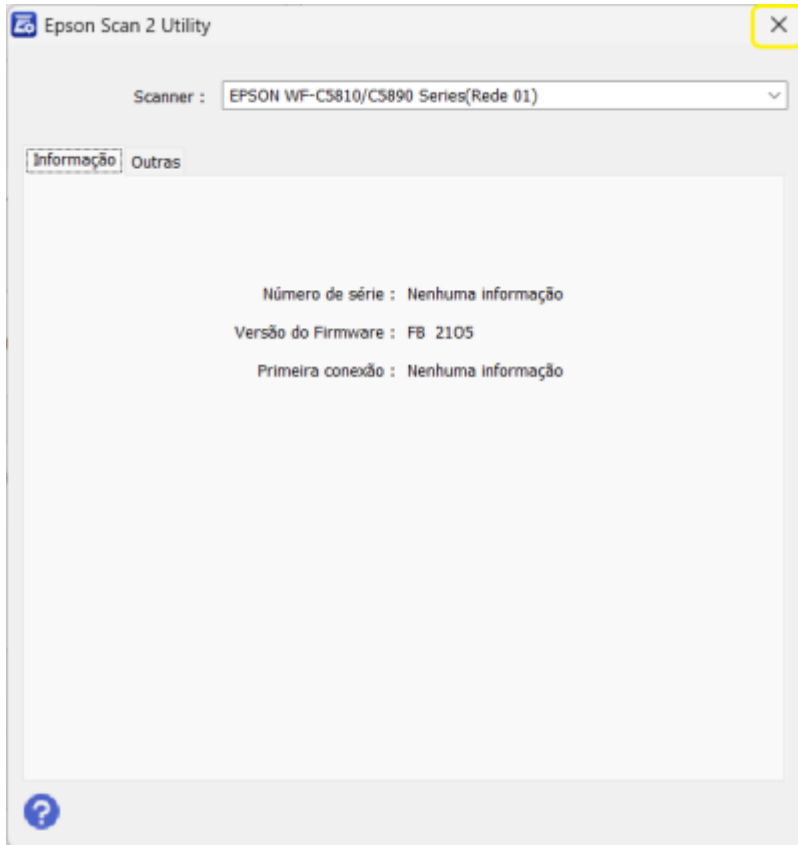 Epson Scan 2 Utility
Scanner : EPSON WF-C5810/C5890 Series(Rede 01)
Informação Outras
Número de série : Nenhuma informação
Versão do Firmware : FB 2105
Primeira conexão : Nenhuma informação
?